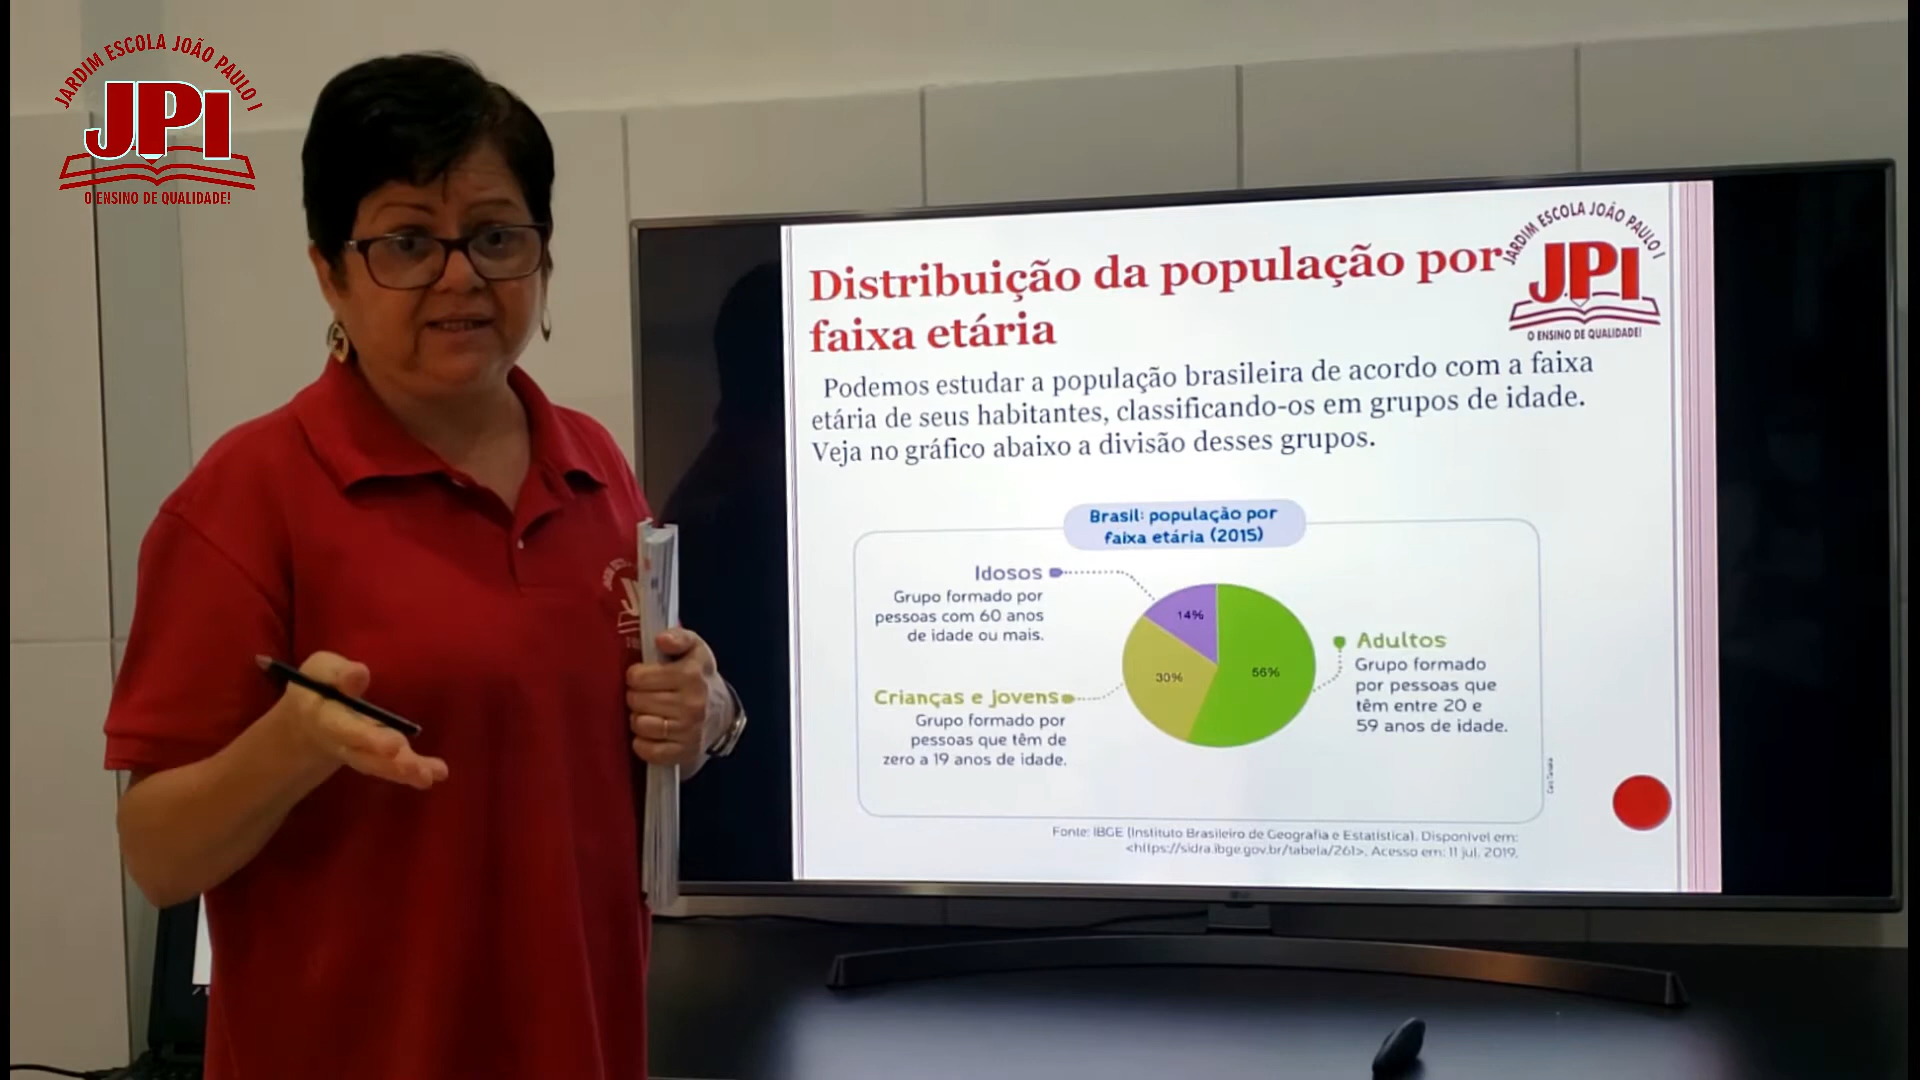 JARDIM ESCOLA JOÃO PAULO I
JPI
O ENSINO DE QUALIDADE!
Distribuição da população por
faixa etária
JARDIM ESCOLA JOÃO PAULO I
JPI
O ENSINO DE QUALIDADE!
Podemos estudar a população brasileira de acordo com a faixa
etária de seus habitantes, classificando-os em grupos de idade.
Veja no gráfico abaixo a divisão desses grupos.
Brasil: população por
faixa etária (2015)
Idosos
Grupo formado por
pessoas com 60 anos
de idade ou mais.
14%
30%
56%
Crianças e jovens
Grupo formado por
pessoas que têm de
zero a 19 anos de idade.
Adultos
Grupo formado
por pessoas que
têm entre 20 e
59 anos de idade.
Fonte: IBGE (Instituto Brasileiro de Geografia e Estatística). Disponível em:
<https://sidra.ibge.gov.br/tabela/261>. Acesso em: 11 jul. 2019.